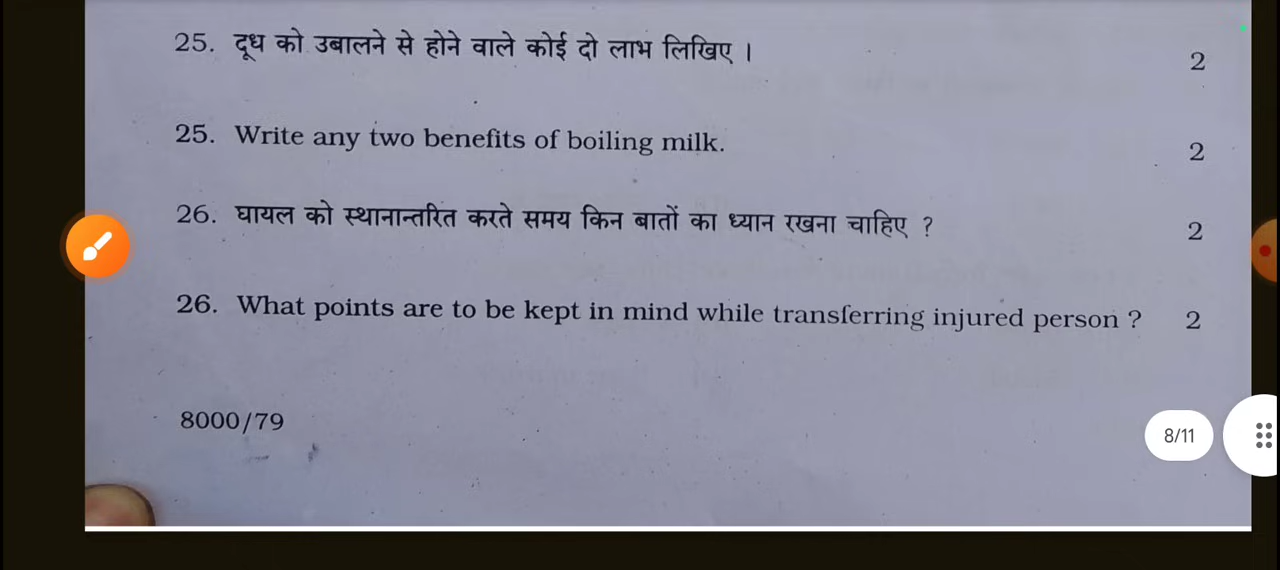 25. दूध को उबालने से होने वाले कोई दो लाभ लिखिए । 2
25. Write any two benefits of boiling milk. 2
26. घायल को स्थानान्तरित करते समय किन बातों का ध्यान रखना चाहिए ? 2
26. What points are to be kept in mind while transferring injured person ? 2
8000/79
8/11